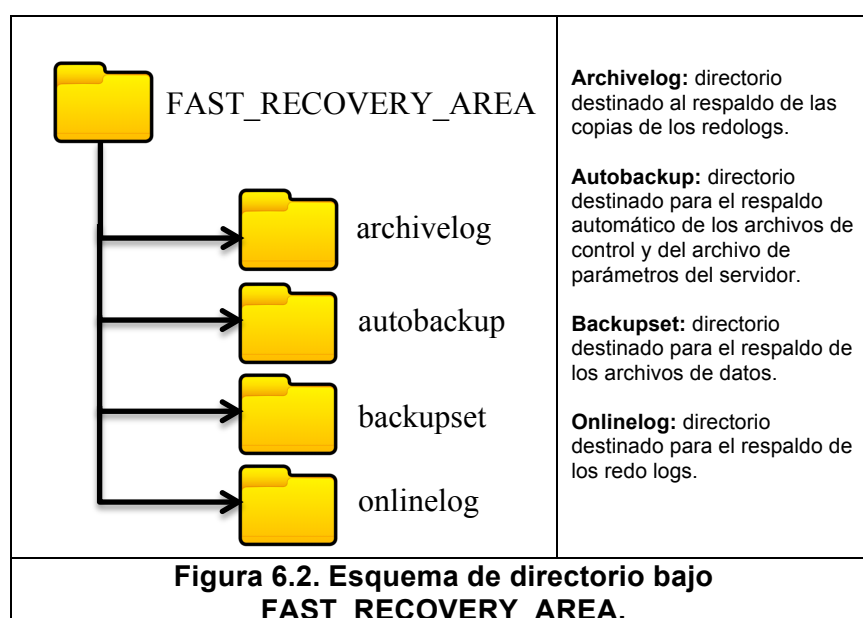 FAST_RECOVERY_AREA
archivelog
autobackup
backupset
onlinelog
Archivelog: directorio
destinado al respaldo de las
copias de los redologs.
Autobackup: directorio
destinado para el respaldo
automático de los archivos de
control y del archivo de
parámetros del servidor.
Backupset: directorio
destinado para el respaldo de
los archivos de datos.
Onlinelog: directorio
destinado para el respaldo de
los redo logs.
Figura 6.2. Esquema de directorio bajo
FAST_RECOVERY_AREA.